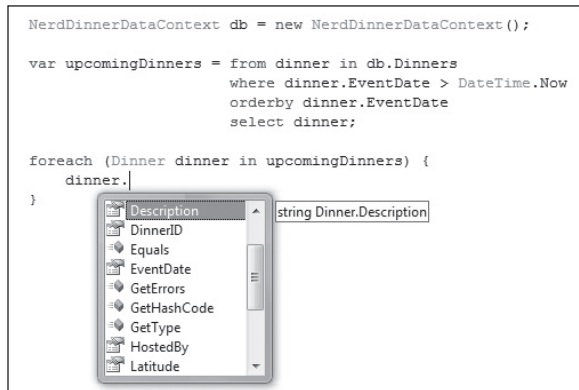 NerdDinnerDataContext db = new NerdDinnerDataContext();
var upcomingDinners = from dinner in db.Dinners
where dinner.EventDate > DateTime.Now
orderby dinner.EventDate
select dinner;
foreach (Dinner dinner in upcomingDinners) {
dinner.
}
Description
string Dinner.Description
DinnerID
Equals
EventDate
GetErrors
GetHashCode
GetType
HostedBy
Latitude